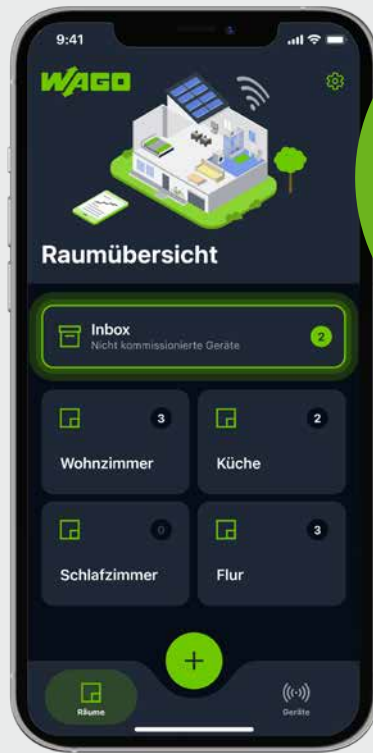 9:41
WAGO
Raumübersicht
Inbox
Nicht kommissionierte Geräte
2
3
Wohnzimmer
2
Küche
0
Schlafzimmer
3
Flur
Räume
Geräte